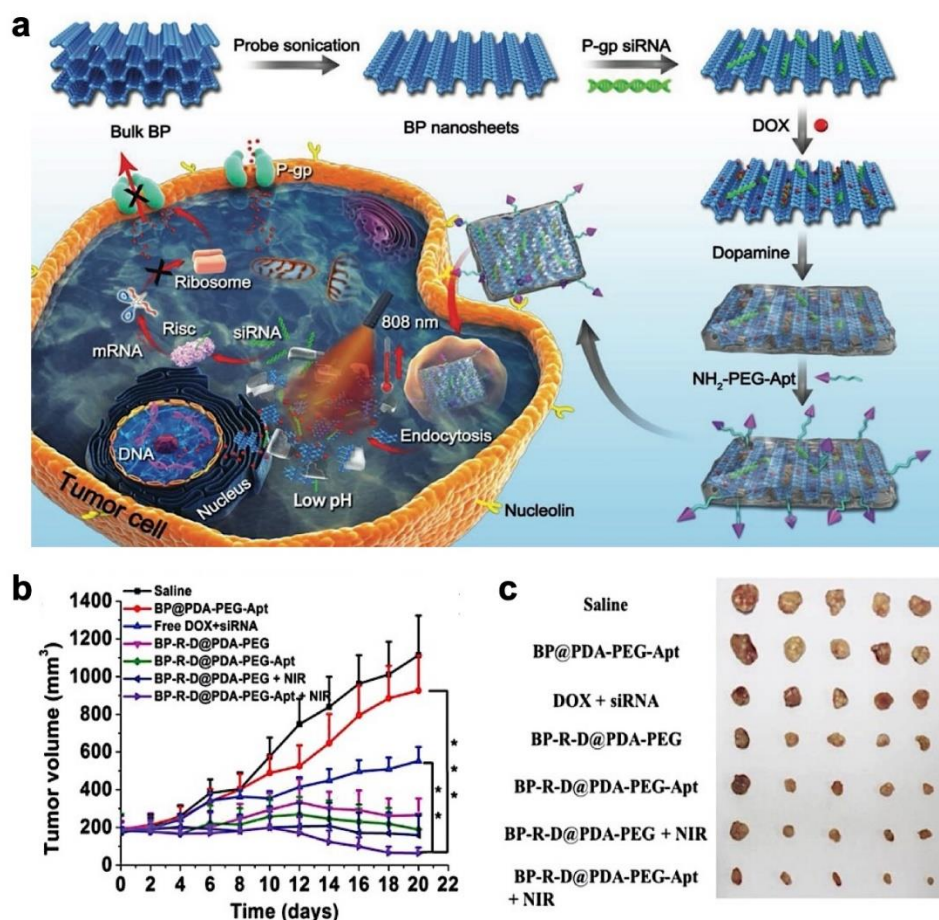 a
Probe sonication
P-gp siRNA
Bulk BP
BP nanosheets
DOX
P-gp
Dopamine
Ribosome
808 nm
siRNA
Risc
mRNA
NH₂-PEG-Apt
Endocytosis
DNA
Nucleus
Low pH
Nucleolin
Tumor cell
b
Saline
BP@PDA-PEG-Apt
Free DOX+siRNA
BP-R-D@PDA-PEG
BP-R-D@PDA-PEG-Apt
BP-R-D@PDA-PEG + NIR
BP-R-D@PDA-PEG-Apt + NIR
1400
1200
1000
800
600
400
200
0
Tumor volume (mm³)
*
*
*
*
*
0 2 4 6 8 10 12 14 16 18 20 22
Time (days)
c
Saline
BP@PDA-PEG-Apt
DOX + siRNA
BP-R-D@PDA-PEG
BP-R-D@PDA-PEG-Apt
BP-R-D@PDA-PEG + NIR
BP-R-D@PDA-PEG-Apt
+ NIR